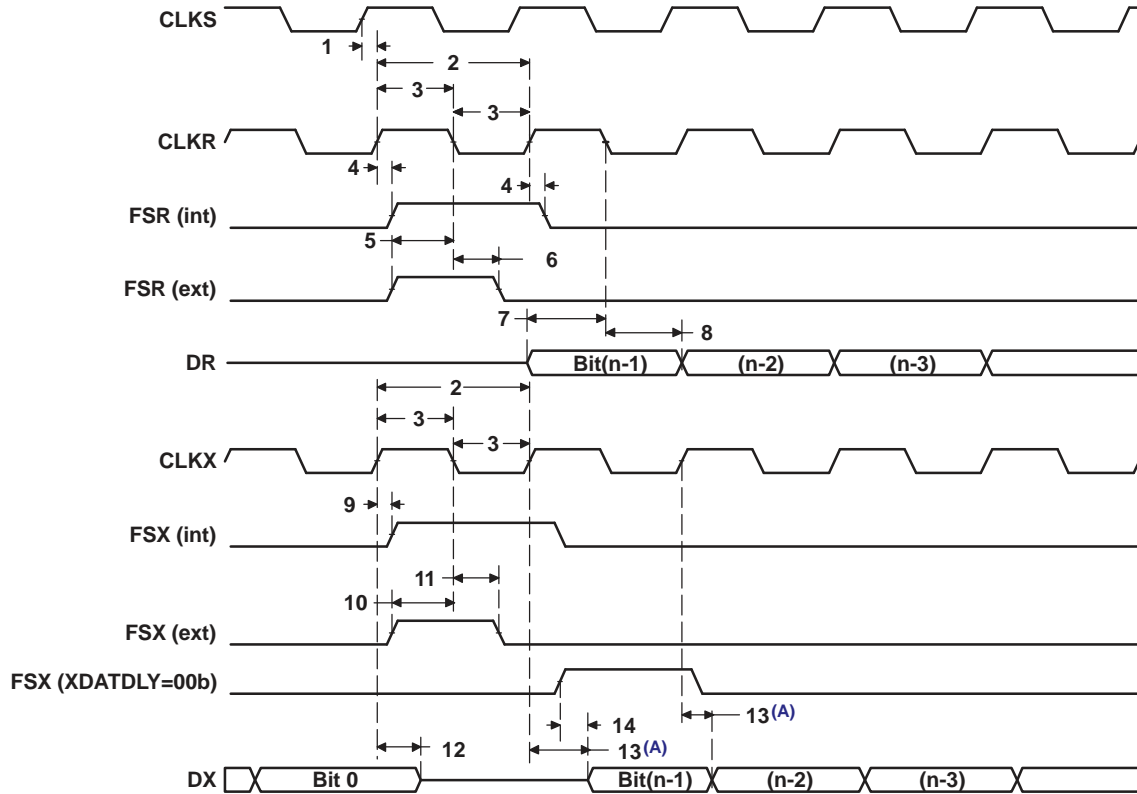 CLKS
1
2
3
3
CLKR
4
4
FSR (int)
5
6
FSR (ext)
7
8
DR
Bit(n-1)
(n-2)
(n-3)
2
3
3
CLKX
9
FSX (int)
11
10
FSX (ext)
FSX (XDATDLY=00b)
14
13(A)
12
13(A)
DX
Bit 0
Bit(n-1)
(n-2)
(n-3)